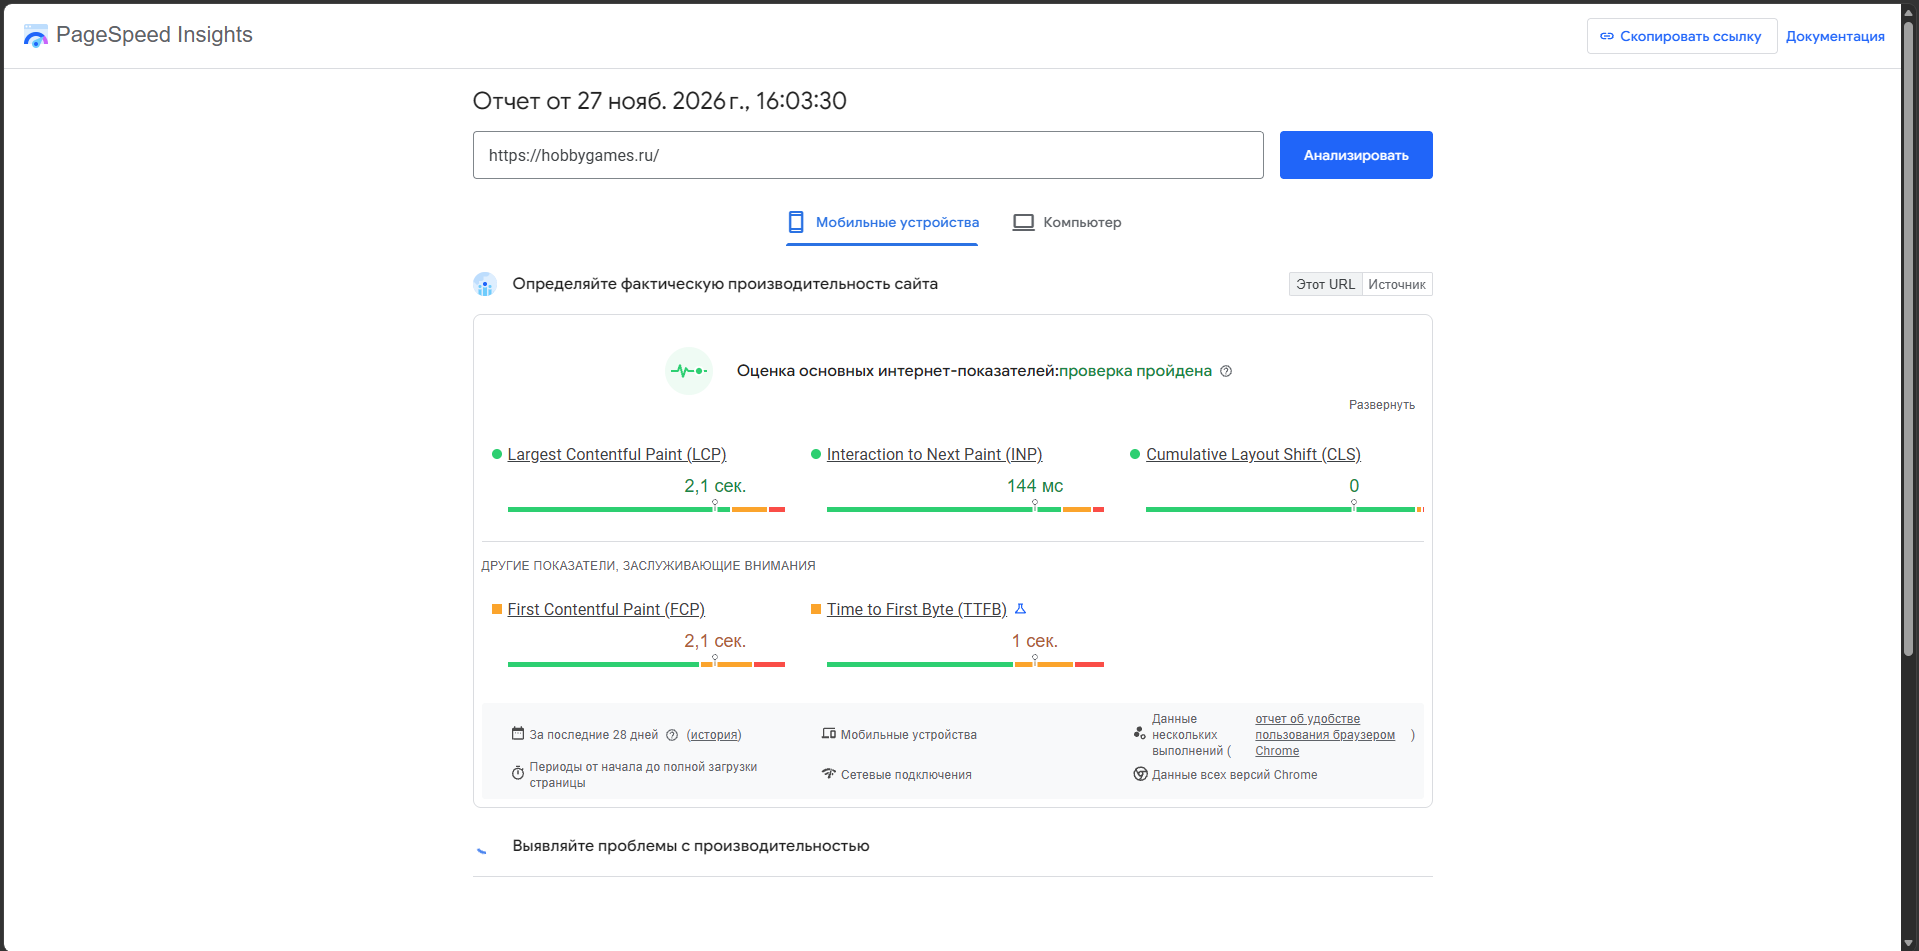 PageSpeed Insights
Скопировать ссылку
Документация
Отчет от 27 нояб. 2026 г., 16:03:30
https://hobbygames.ru/
Анализировать
Мобильные устройства
Компьютер
Определяйте фактическую производительность сайта
Этот URL
Источник
Оценка основных интернет-показателей:проверка пройдена
Развернуть
Largest Contentful Paint (LCP)
2,1 сек.
Interaction to Next Paint (INP)
144 мс
Cumulative Layout Shift (CLS)
0
ДРУГИЕ ПОКАЗАТЕЛИ, ЗАСЛУЖИВАЮЩИЕ ВНИМАНИЯ
First Contentful Paint (FCP)
2,1 сек.
Time to First Byte (TTFB)
1 сек.
За последние 28 дней (история)
Мобильные устройства
Данные
нескольких
выполнений (
отчет об удобстве
пользования браузером
Chrome
)
Периоды от начала до полной загрузки
страницы
Сетевые подключения
Данные всех версий Chrome
Выявляйте проблемы с производительностью